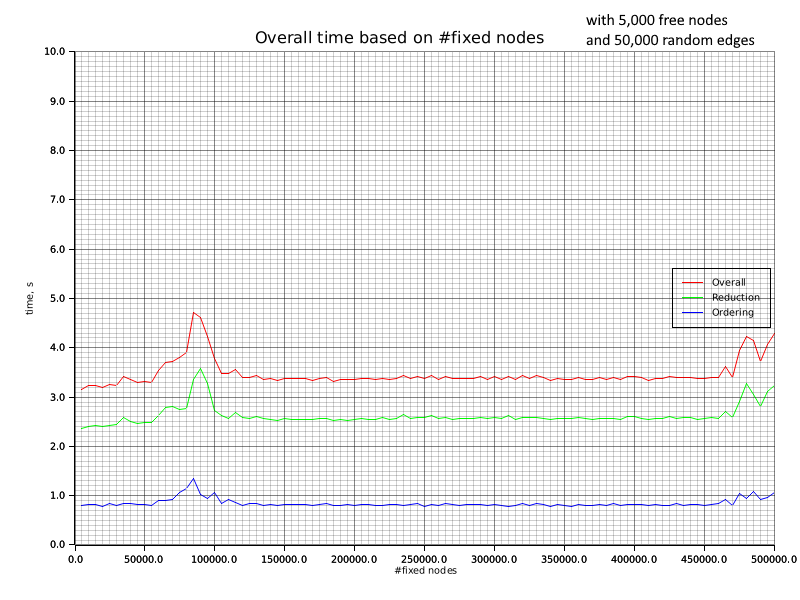 with 5,000 free nodes
and 50,000 random edges
Overall time based on #fixed nodes
10.0
9.0
8.0
7.0
6.0
5.0
4.0
3.0
2.0
1.0
0.0
time, s
Overall
Reduction
Ordering
0.0 50000.0 100000.0 150000.0 200000.0 250000.0 300000.0 350000.0 400000.0 450000.0 500000.0
#fixed nodes